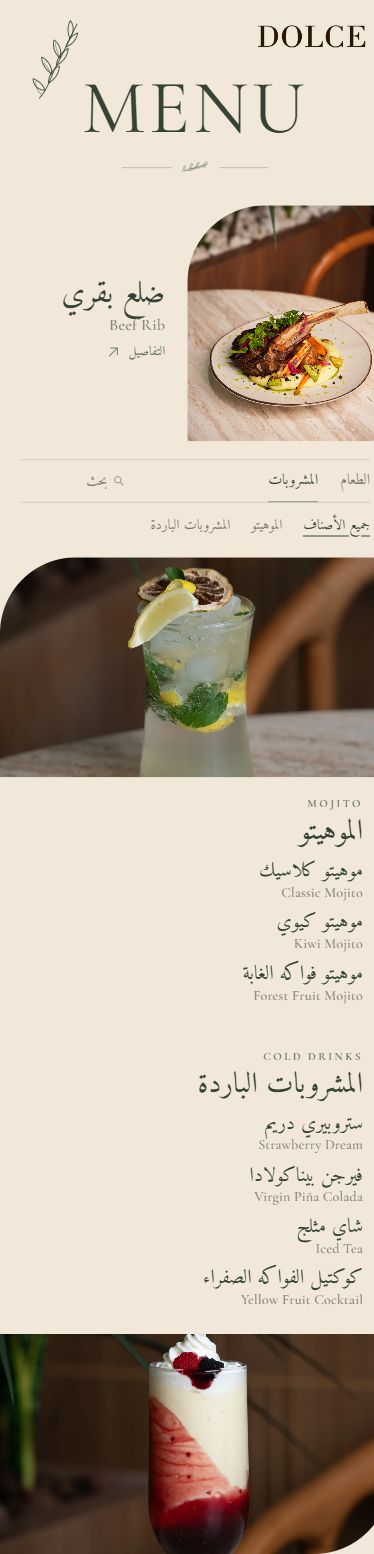 DOLCE
MENU
ضلع بقري
Beef Rib
التفاصيل
الطعام
المشروبات
بحث
جميع الأصناف
الموهيتو
المشروبات الباردة
MOJITO
الموهيتو
موهيتو كلاسيك
Classic Mojito
موهيتو كيوي
Kiwi Mojito
موهيتو فواكه الغابة
Forest Fruit Mojito
COLD DRINKS
المشروبات الباردة
ستروبيري دريم
Strawberry Dream
فيرجن بيناكولادا
Virgin Piña Colada
شاي مثلج
Iced Tea
كوكتيل الفواكه الصفراء
Yellow Fruit Cocktail